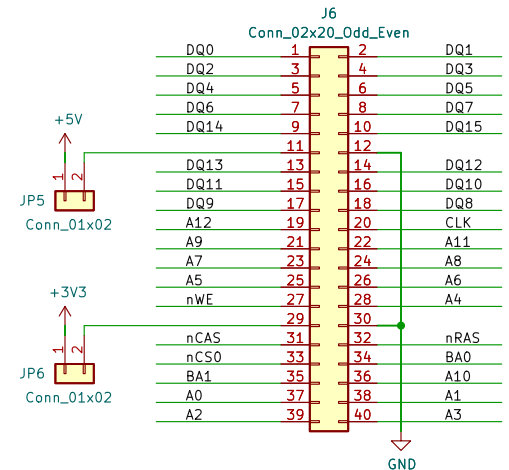 J6
Conn_02x20_Odd_Even
DQ0 1 2 DQ1
DQ2 3 4 DQ3
DQ4 5 6 DQ5
DQ6 7 8 DQ7
DQ14 9 10 DQ15
+5V
11 12
1 2
DQ13 13 14 DQ12
DQ11 15 16 DQ10
JP5
DQ9 17 18 DQ8
Conn_01x02
A12 19 20 CLK
A9 21 22 A11
A7 23 24 A8
A5 25 26 A6
+3V3
nWE 27 28 A4
29 30
1 2
nCAS 31 32 nRAS
nCS0 33 34 BA0
JP6
BA1 35 36 A10
Conn_01x02
A0 37 38 A1
A2 39 40 A3
GND